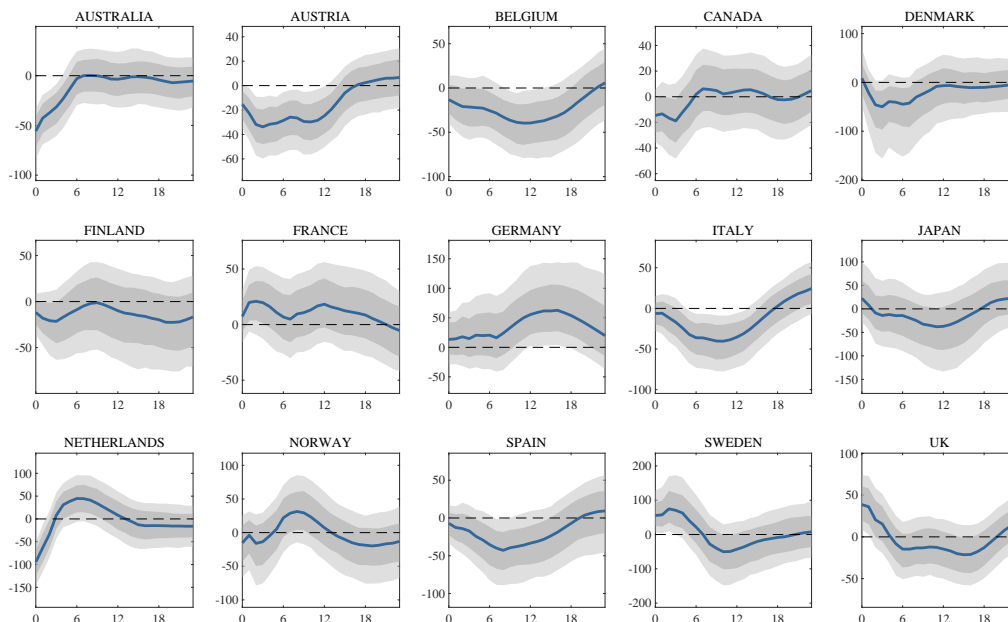 AUSTRALIA AUSTRIA BELGIUM CANADA DENMARK
0 -50 -100
40 20 0 -20 -40 -60
50 0 -50 -100
40 20 0 -20 -40 -60
100 0 -100 -200
0 6 12 18 0 6 12 18 0 6 12 18 0 6 12 18 0 6 12 18
FINLAND FRANCE GERMANY ITALY JAPAN
50 0 -50
50 0 -50
150 100 50 0 -50
50 0 -50 -100
100 50 0 -50 -100 -150
0 6 12 18 0 6 12 18 0 6 12 18 0 6 12 18 0 6 12 18
NETHERLANDS NORWAY SPAIN SWEDEN UK
100 50 0 -50 -100 -150
100 50 0 -50 -100
50 0 -50 -100
200 100 0 -100 -200
100 50 0 -50
0 6 12 18 0 6 12 18 0 6 12 18 0 6 12 18 0 6 12 18